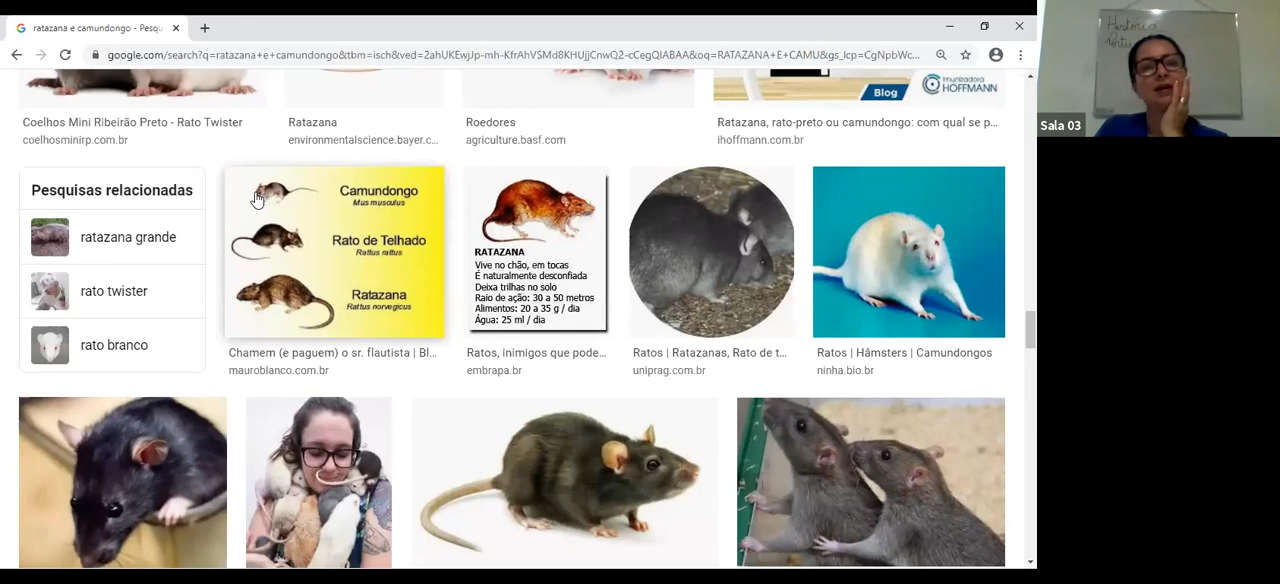 ratazana e camundongo - Pesqu
google.com/search?q=ratazana+e+camundongo&tbm=isch&ved=2ahUKEwjJp-mh-KfrAhVSMd8KHUjjCnwQ2-cCegQIABAA&oq=RATAZANA+E+CAMU&gs_lcp=CgNpbWc...
História
Portu
Sala 03
Blog
Imunizadora
HOFFMANN
Coelhos Mini Ribeirão Preto - Rato Twister
coelhosminirp.com.br
Ratazana
environmentalscience.bayer.c...
Roedores
agriculture.basf.com
Ratazana, rato-preto ou camundongo: com qual se p...
ihoffmann.com.br
Pesquisas relacionadas
ratazana grande
rato twister
rato branco
Camundongo
Mus musculus
Rato de Telhado
Rattus rattus
Ratazana
Rattus norvegicus
Chamem (e paguem) o sr. flautista | Bl...
mauroblanco.com.br
RATAZANA
Vive no chão, em tocas
É naturalmente desconfiada
Deixa trilhas no solo
Raio de ação: 30 a 50 metros
Alimentos: 20 a 35 g / dia
Água: 25 ml / dia
Ratos, inimigos que pode...
embrapa.br
Ratos | Ratazanas, Rato de t...
uniprag.com.br
Ratos | Hâmsters | Camundongos
ninha.bio.br